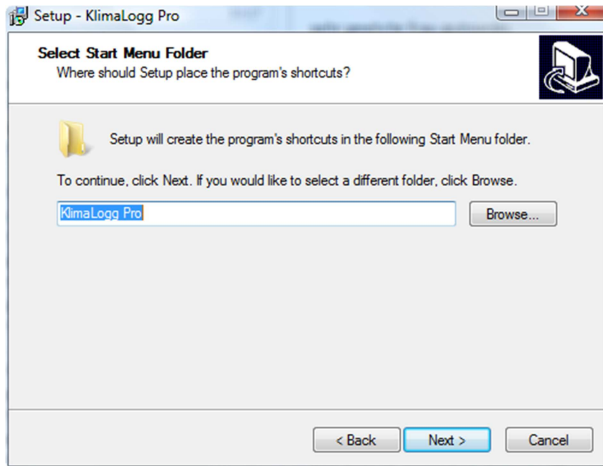 Setup - KlimaLogg Pro
Select Start Menu Folder
Where should Setup place the program's shortcuts?
Setup will create the program's shortcuts in the following Start Menu folder.
To continue, click Next. If you would like to select a different folder, click Browse.
KlimaLogg Pro
Browse...
< Back
Next >
Cancel